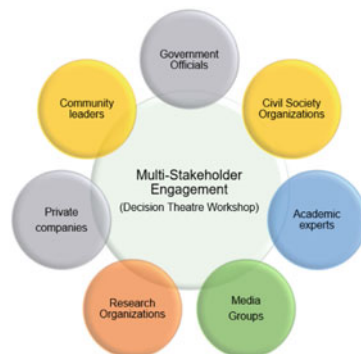 Government
Officials
Community
leaders
Civil Society
Organizations
Multi-Stakeholder
Engagement
(Decision Theatre Workshop)
Private
companies
Academic
experts
Research
Organizations
Media
Groups